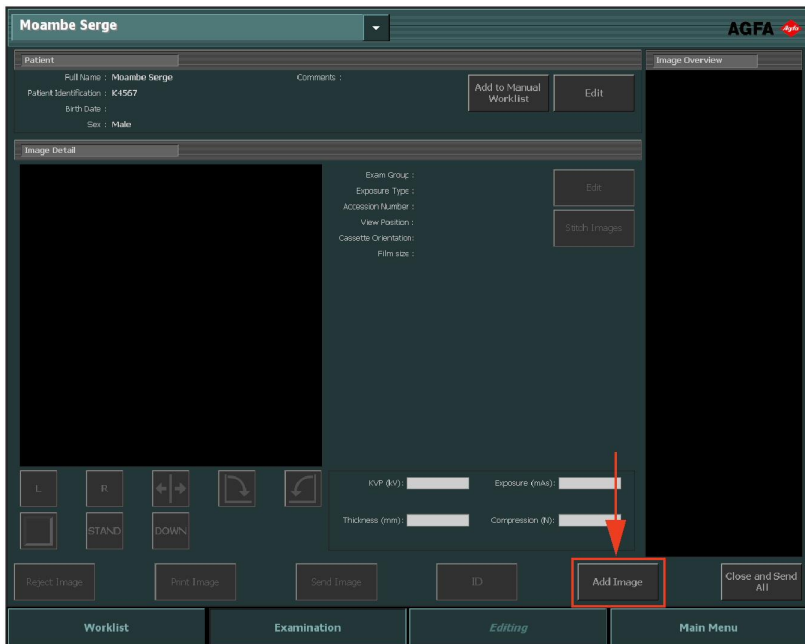 Moambe Serge
AGFA
Agfa
Patient
Image Overview
Full Name : Moambe Serge
Comments :
Patient Identification : K4567
Birth Date :
Sex : Male
Add to Manual
Worklist
Edit
Image Detail
Exam Group :
Exposure Type :
Accession Number :
View Position :
Cassette Orientation:
Film size :
Edit
Stitch Images
L
R
STAND
DOWN
KVP (kV):
Exposure (mAs):
Thickness (mm):
Compression (N):
Reject Image
Print Image
Send Image
ID
Add Image
Close and Send
All
Worklist
Examination
Editing
Main Menu